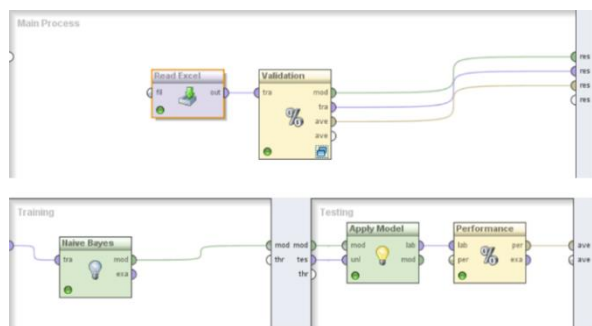 Main Process
Read Excel
fil out
Validation
tra mod
tra
ave
ave
res
res
res
res
Training
Naive Bayes
tra mod
exa
mod
thr
Testing
mod
tes
thr
Apply Model
mod lab
unl mod
Performance
lab per
per exa
ave
ave